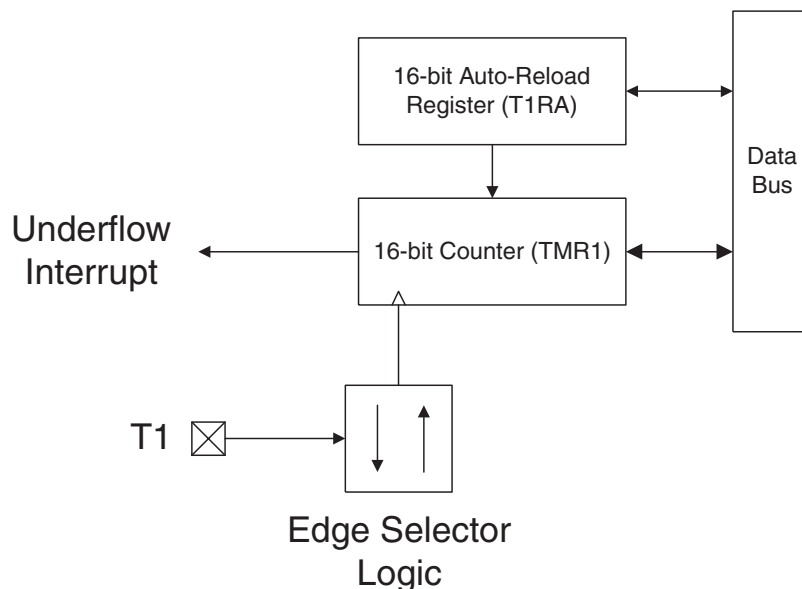 16-bit Auto-Reload
Register (T1RA)
Data
Bus
Underflow
Interrupt
16-bit Counter (TMR1)
T1
Edge Selector
Logic